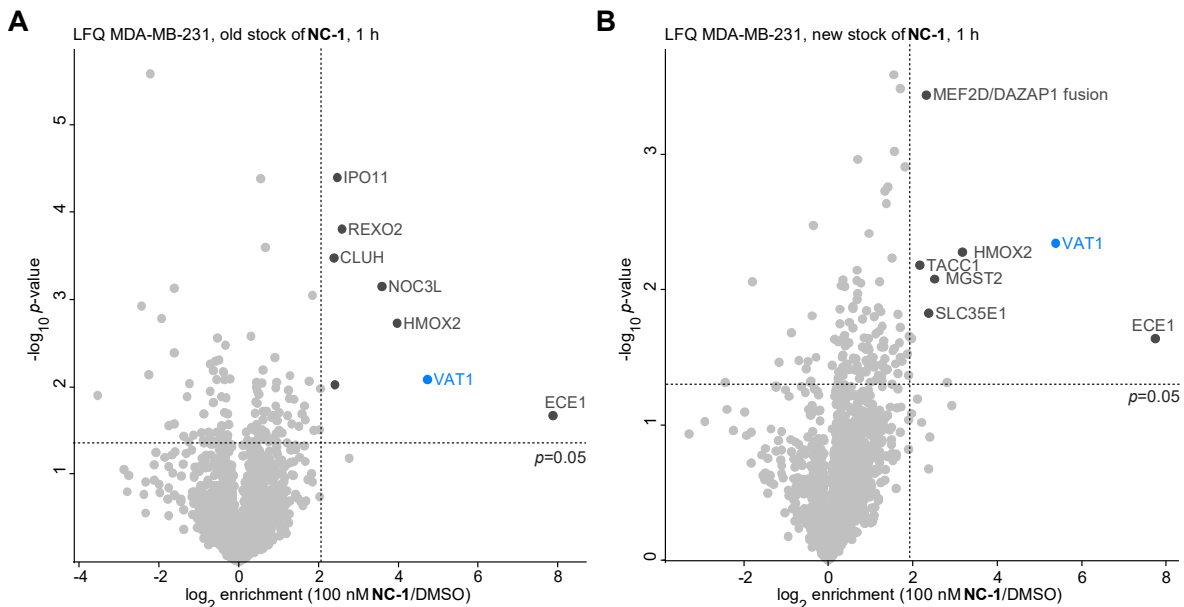 A
LFQ MDA-MB-231, old stock of NC-1, 1 h
-log10 p-value
5
4
3
2
1
IPO11
REXO2
CLUH
NOC3L
HMOX2
VAT1
ECE1
p=0.05
-4 -2 0 2 4 6 8
log2 enrichment (100 nM NC-1/DMSO)
B
LFQ MDA-MB-231, new stock of NC-1, 1 h
-log10 p-value
3
2
1
0
MEF2D/DAZAP1 fusion
VAT1
HMOX2
TACC1
MGST2
SLC35E1
ECE1
p=0.05
-2 0 2 4 6 8
log2 enrichment (100 nM NC-1/DMSO)